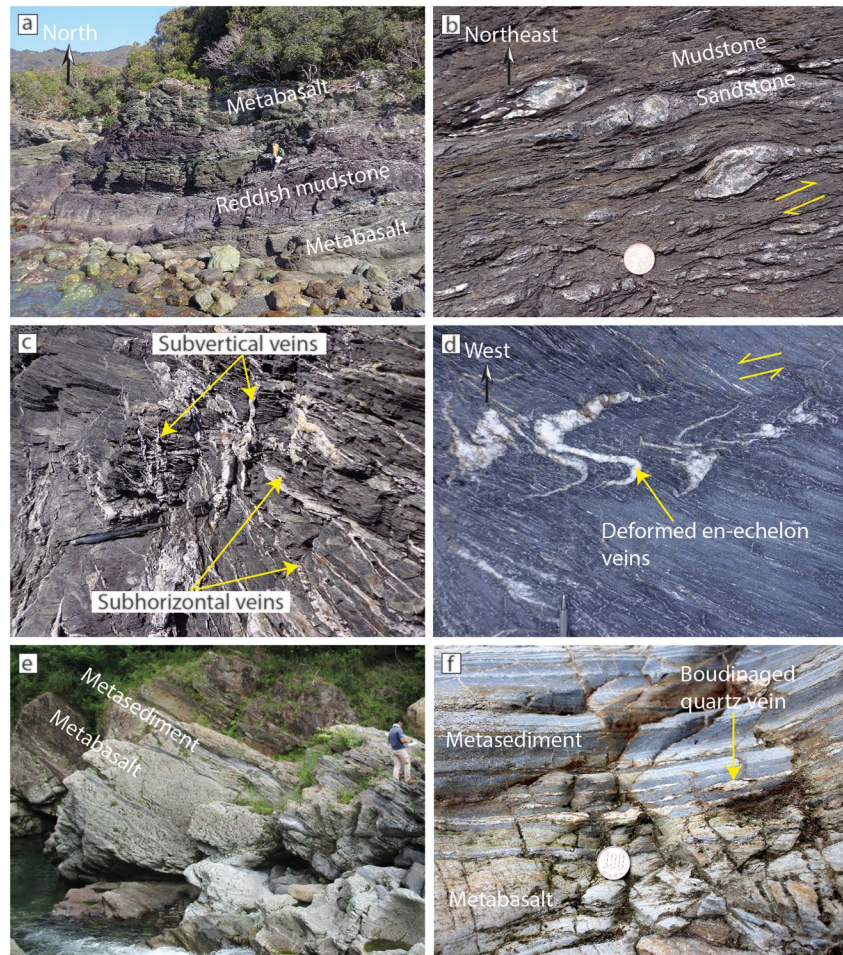 a
North
Metabasalt
Reddish mudstone
Metabasalt
b
Northeast
Mudstone
Sandstone
c
Subvertical veins
Subhorizontal veins
d
West
Deformed en-echelon
veins
e
Metasediment
Metabasalt
f
Boudinaged
quartz vein
Metasediment
Metabasalt